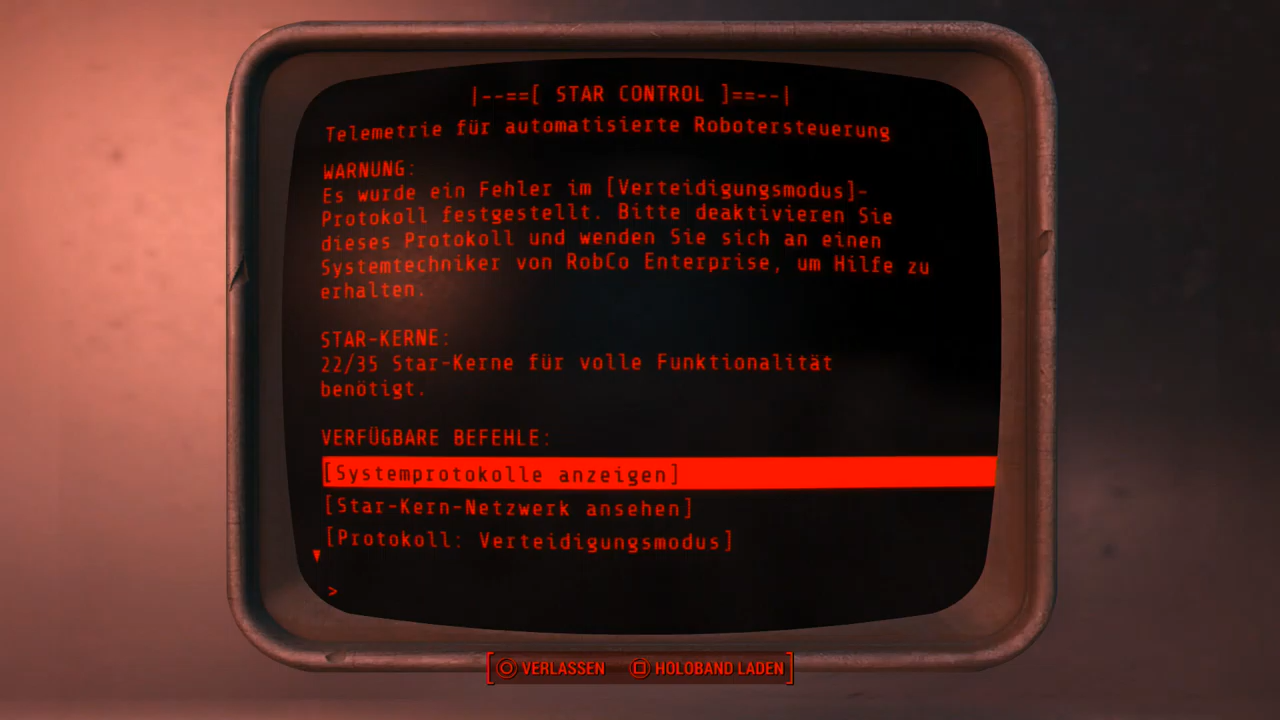 |--==[ STAR CONTROL ]==--|
Telemetrie für automatisierte Robotersteuerung
WARNUNG:
Es wurde ein Fehler im [Verteidigungsmodus]-
Protokoll festgestellt. Bitte deaktivieren Sie
dieses Protokoll und wenden Sie sich an einen
Systemtechniker von RobCo Enterprise, um Hilfe zu
erhalten.
STAR-KERNE:
22/35 Star-Kerne für volle Funktionalität
benötigt.
VERFÜGBARE BEFEHLE:
[Systemprotokolle anzeigen]
[Star-Kern-Netzwerk ansehen]
[Protokoll: Verteidigungsmodus]
>
VERLASSEN HOLOBAND LADEN